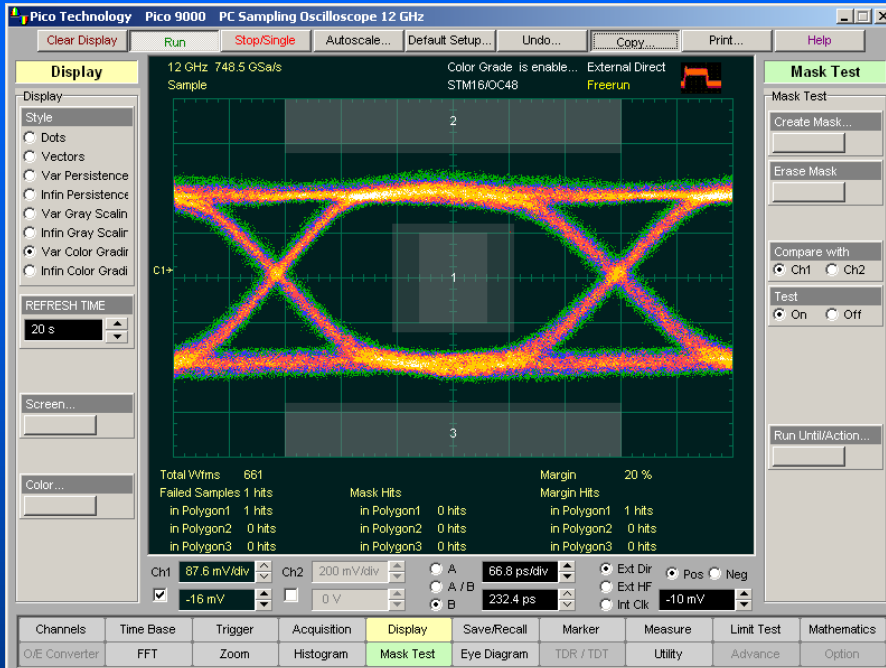 Pico Technology Pico 9000 PC Sampling Oscilloscope 12 GHz
Clear Display Run Stop/Single Autoscale... Default Setup... Undo... Copy... Print... Help
Display
Display
Style
Dots
Vectors
Var Persistence
Infin Persistence
Var Gray Scalin
Infin Gray Scalir
Var Color Gradir
Infin Color Gradi
REFRESH TIME
20 s
Screen...
Color...
12 GHz 748.5 GSa/s Color Grade is enable... External Direct
Sample STM16/OC48 Freerun
2
C1
1
3
Total Wfms 661 Margin 20 %
Failed Samples 1 hits Mask Hits Margin Hits
in Polygon1 1 hits in Polygon1 0 hits in Polygon1 1 hits
in Polygon2 0 hits in Polygon2 0 hits in Polygon2 0 hits
in Polygon3 0 hits in Polygon3 0 hits in Polygon3 0 hits
Mask Test
Mask Test
Create Mask...
Erase Mask
Compare with
Ch1 Ch2
Test
On Off
Run Until/Action...
Ch1 87.6 mV/div Ch2 200 mV/div A 66.8 ps/div Ext Dir Pos Neg
A / B Ext HF
-16 mV 0 V B 232.4 ps Int Clk -10 mV
Channels Time Base Trigger Acquisition Display Save/Recall Marker Measure Limit Test Mathematics
O/E Converter FFT Zoom Histogram Mask Test Eye Diagram TDR / TDT Utility Advance Option